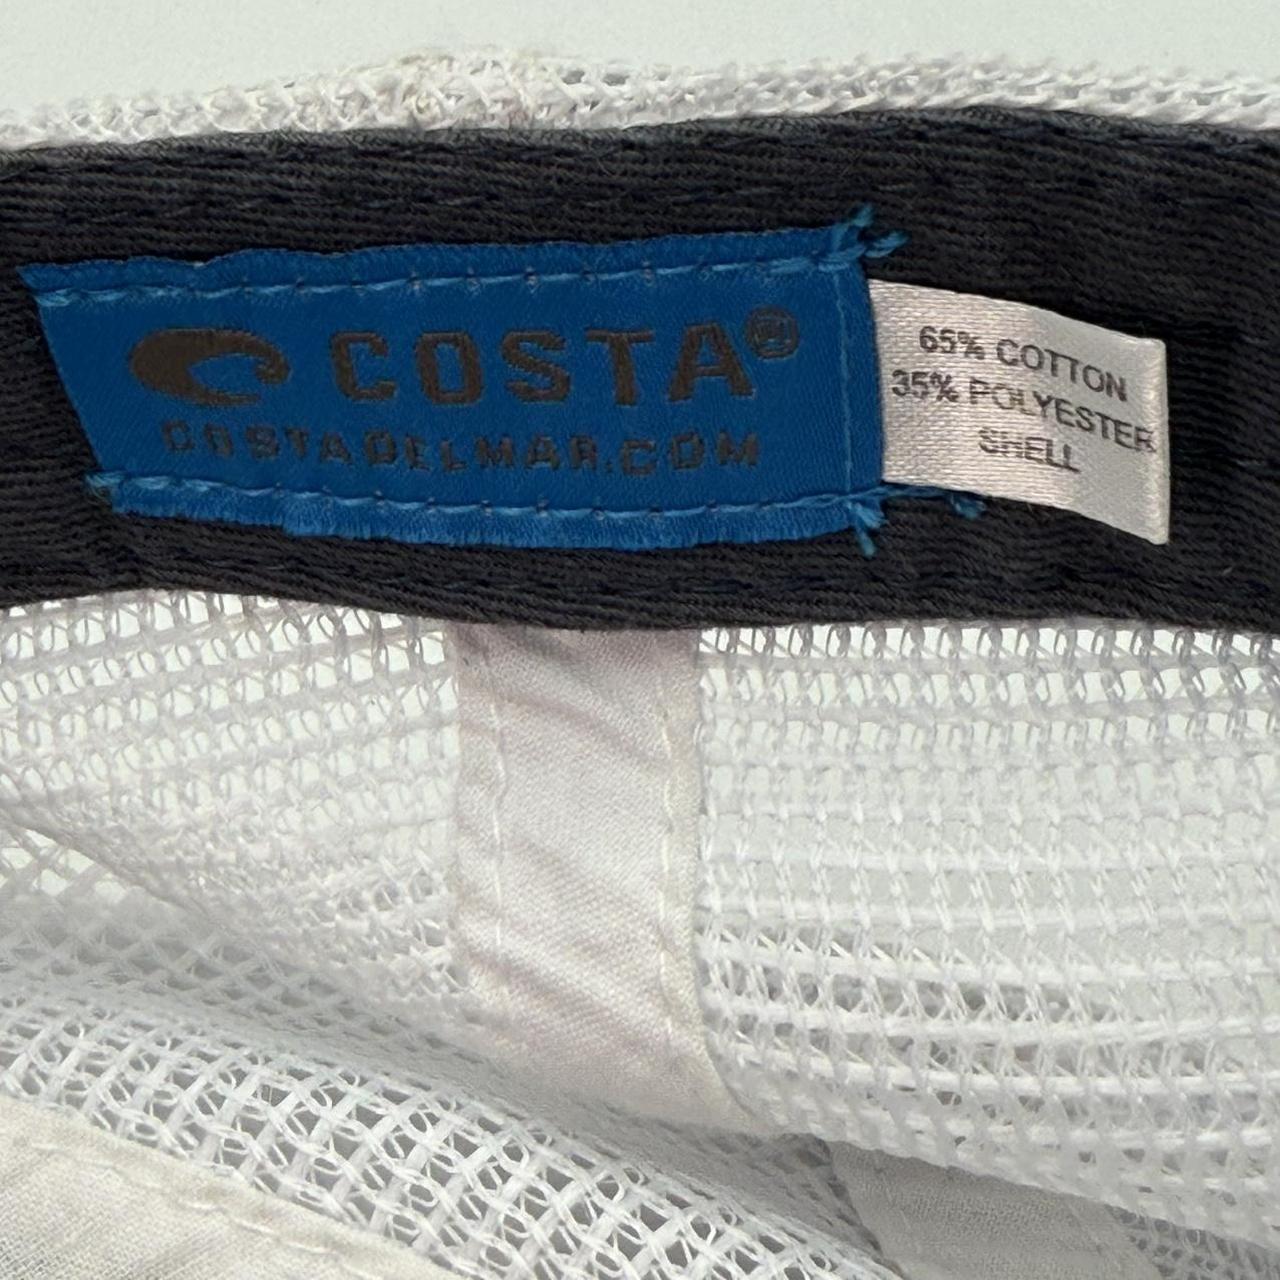 COSTA®
COSTADELMAR.COM
65% COTTON
35% POLYESTER
SHELL